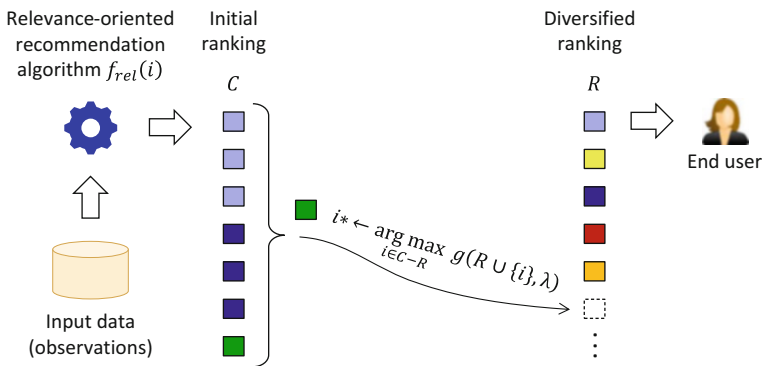 Relevance-oriented
recommendation
algorithm f_rel(i)
Initial
ranking
C
Diversified
ranking
R
End user
i* ← arg max g(R ∪ {i}, λ)
i∈C−R
Input data
(observations)